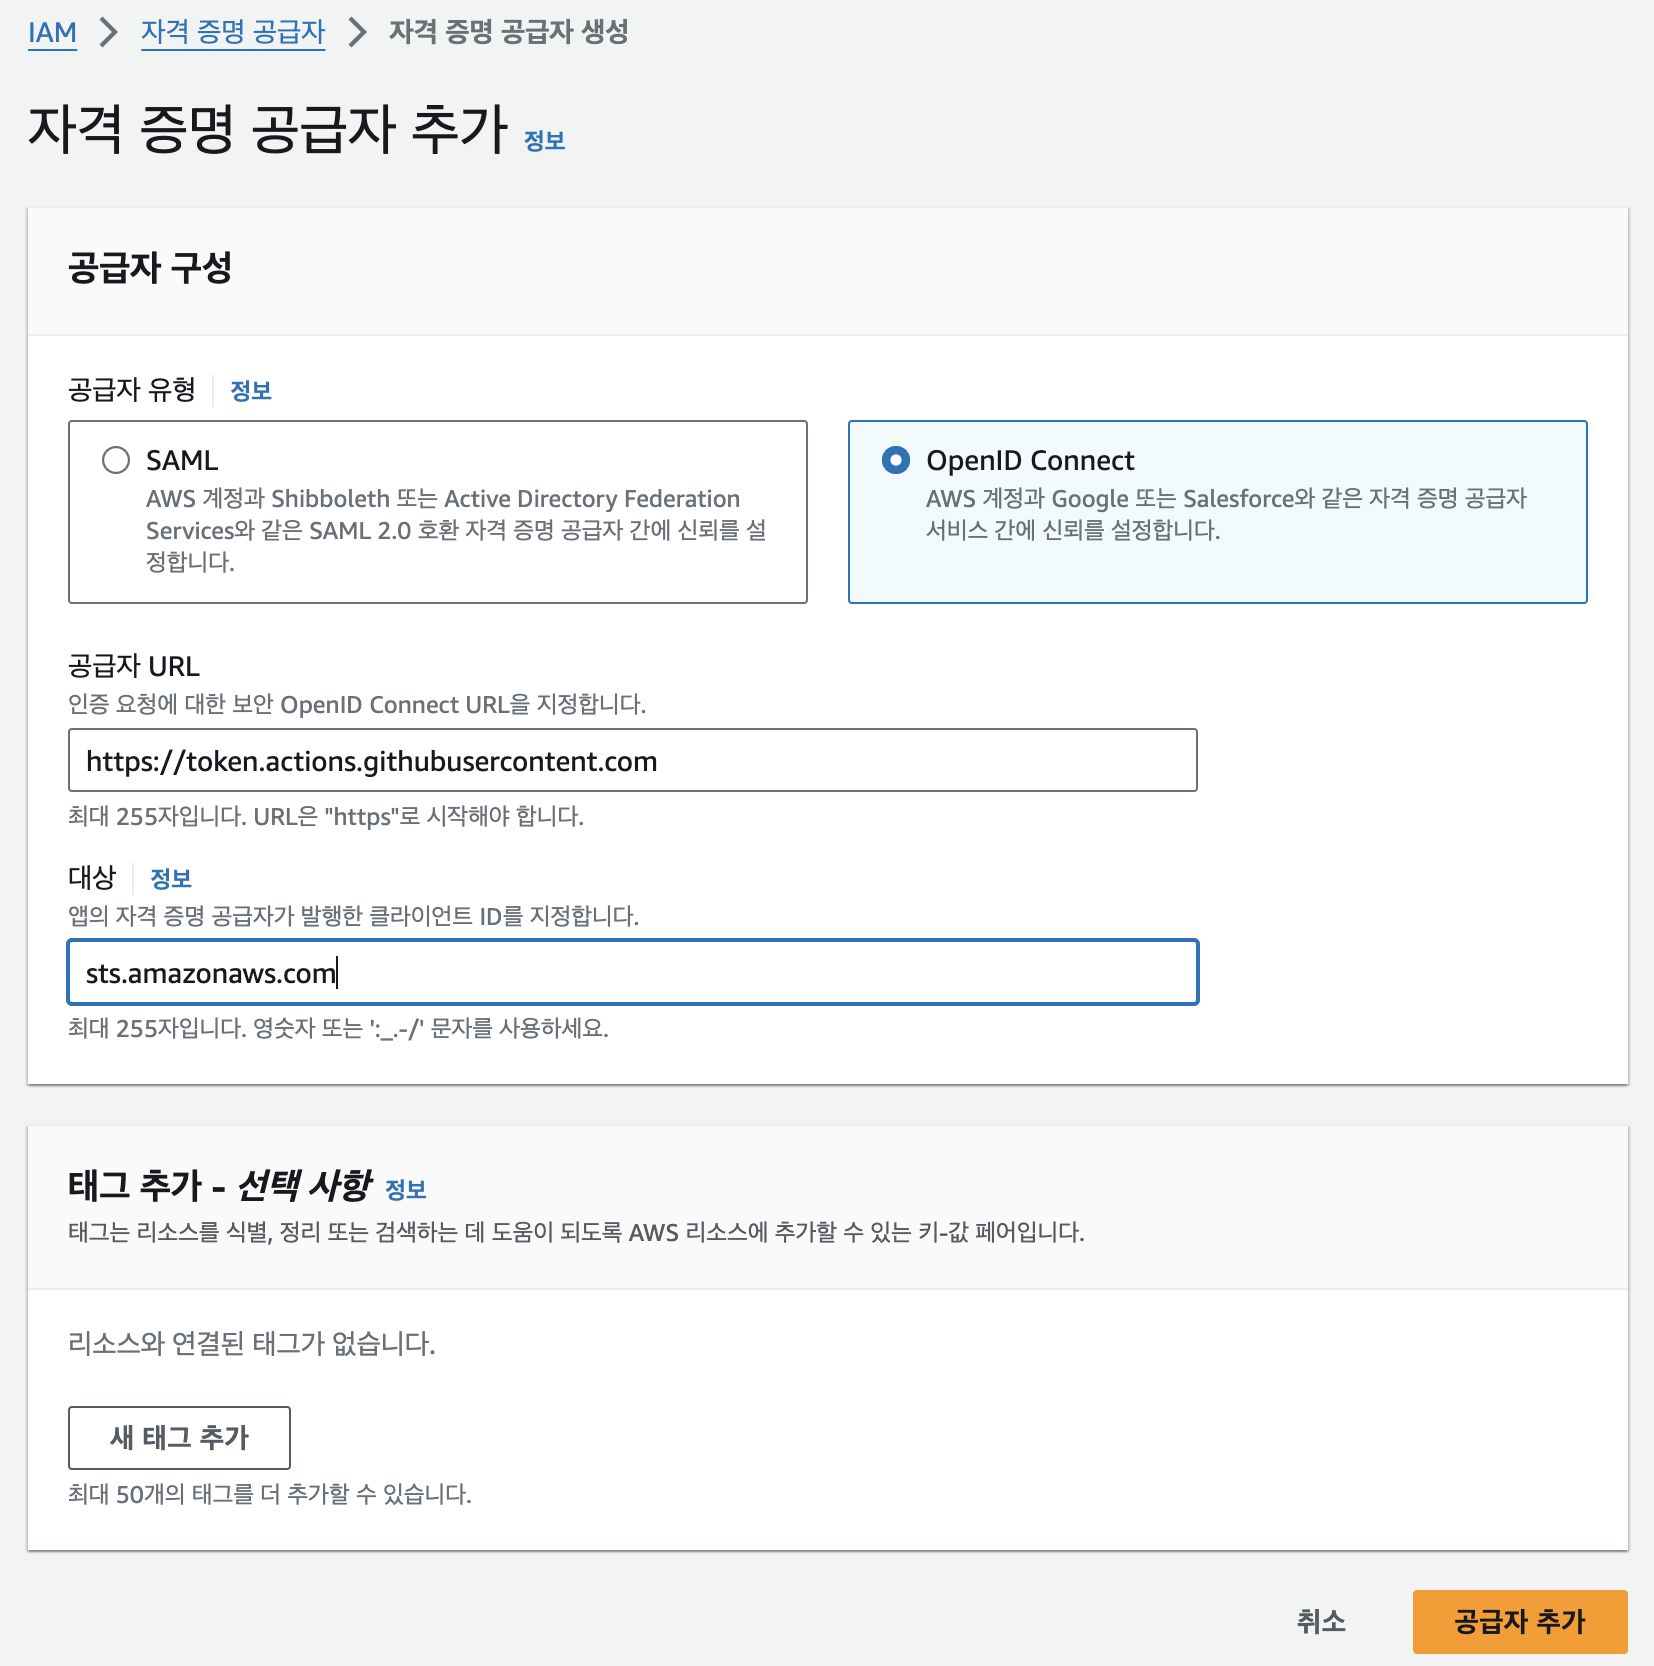 IAM > 자격 증명 공급자 > 자격 증명 공급자 생성
자격 증명 공급자 추가 정보
공급자 구성
공급자 유형 정보
SAML
AWS 계정과 Shibboleth 또는 Active Directory Federation
Services와 같은 SAML 2.0 호환 자격 증명 공급자 간에 신뢰를 설
정합니다.
OpenID Connect
AWS 계정과 Google 또는 Salesforce와 같은 자격 증명 공급자
서비스 간에 신뢰를 설정합니다.
공급자 URL
인증 요청에 대한 보안 OpenID Connect URL을 지정합니다.
https://token.actions.githubusercontent.com
최대 255자입니다. URL은 "https"로 시작해야 합니다.
대상 정보
앱의 자격 증명 공급자가 발행한 클라이언트 ID를 지정합니다.
sts.amazonaws.com
최대 255자입니다. 영숫자 또는 ':_.-/' 문자를 사용하세요.
태그 추가 - 선택 사항 정보
태그는 리소스를 식별, 정리 또는 검색하는 데 도움이 되도록 AWS 리소스에 추가할 수 있는 키-값 페어입니다.
리소스와 연결된 태그가 없습니다.
새 태그 추가
최대 50개의 태그를 더 추가할 수 있습니다.
취소
공급자 추가